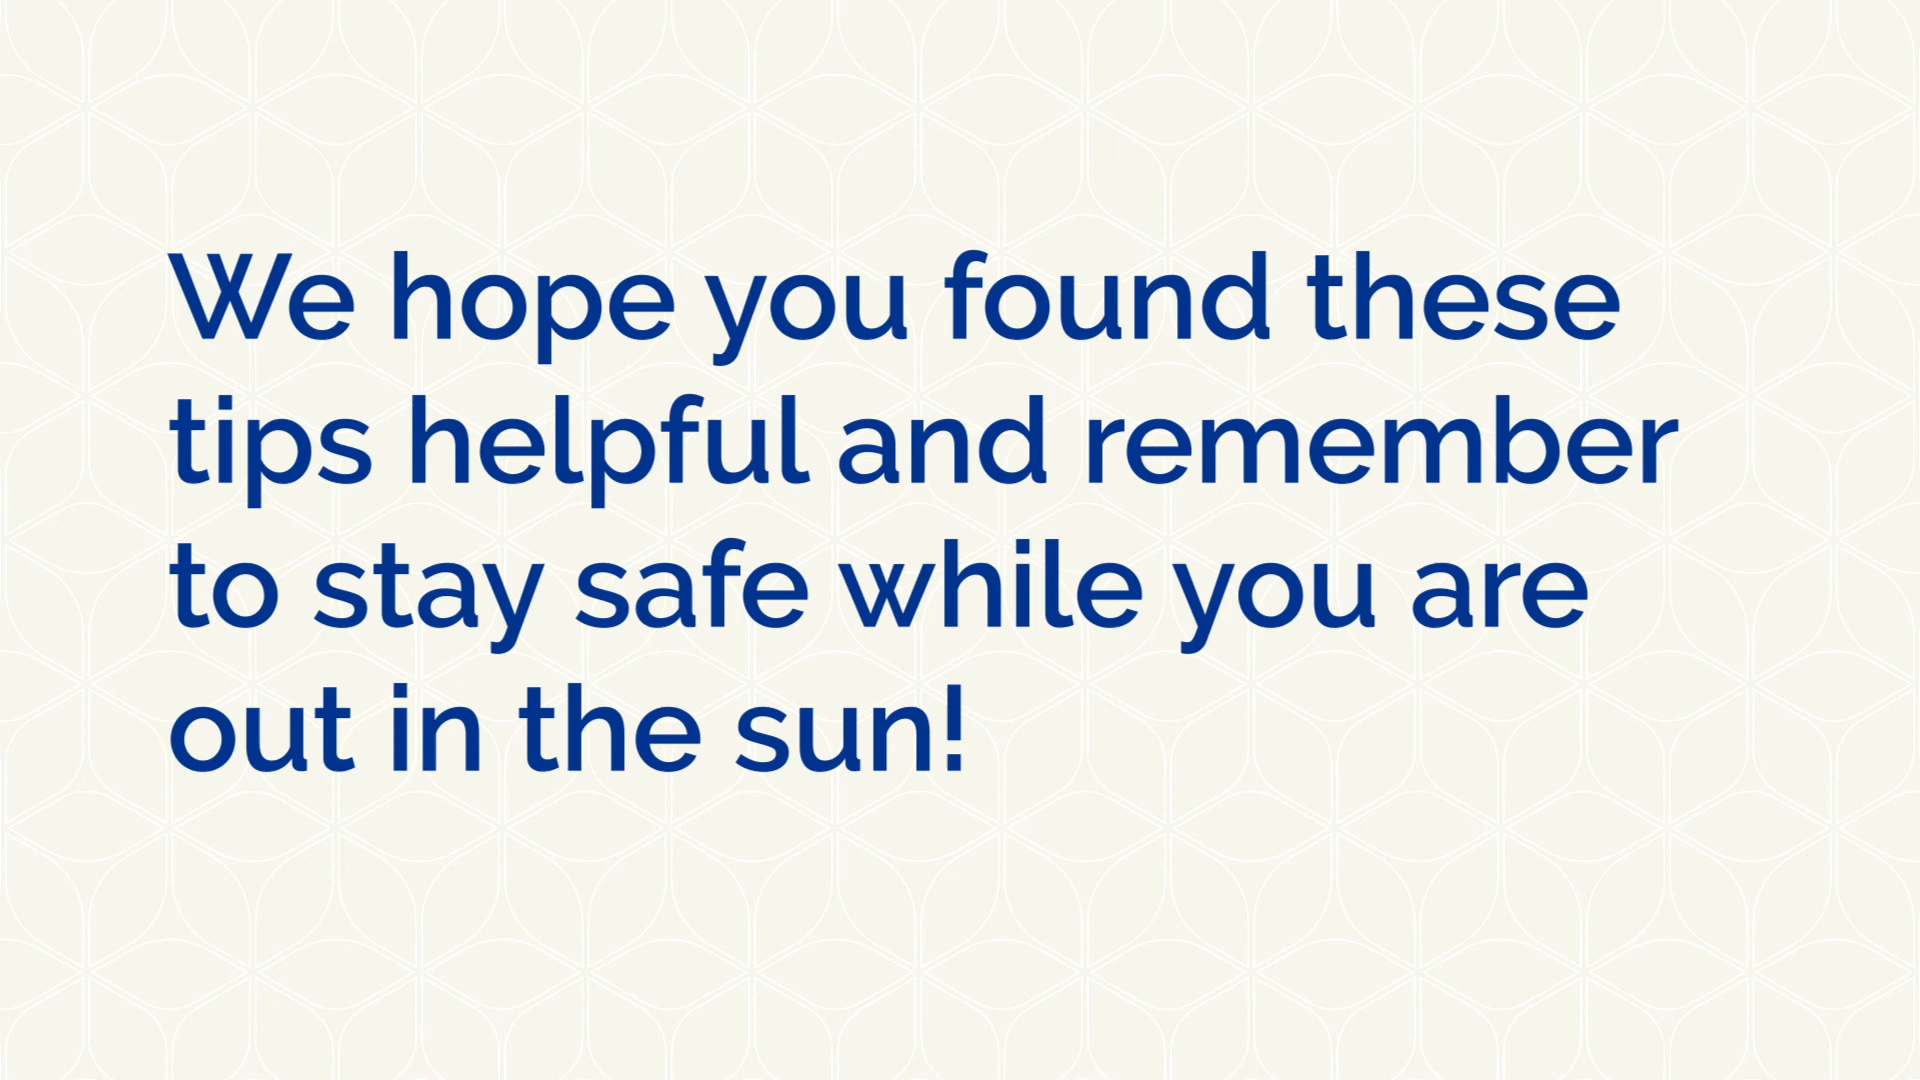 We hope you found these
tips helpful and remember
to stay safe while you are
out in the sun!